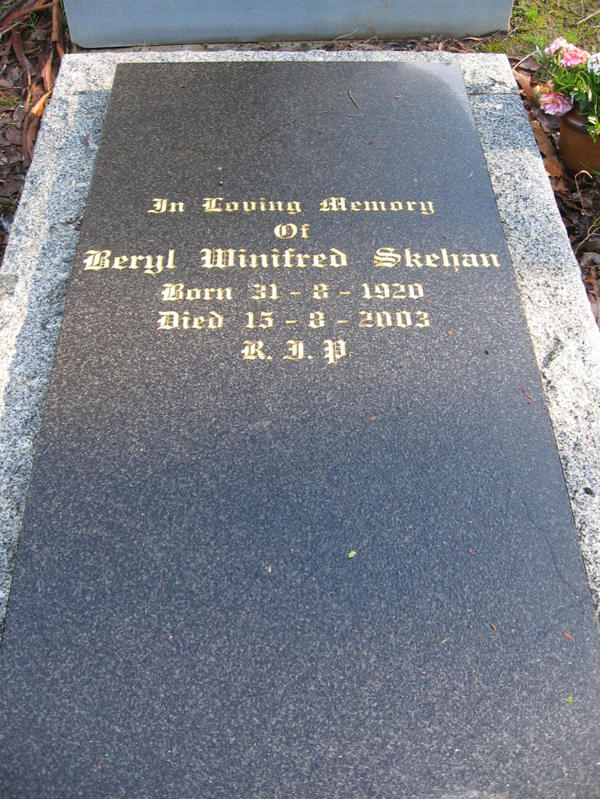 In Loving Memory
Of
Beryl Winifred Skehan
Born 31 - 8 - 1920
Died 15 - 8 - 2003
R. I. P